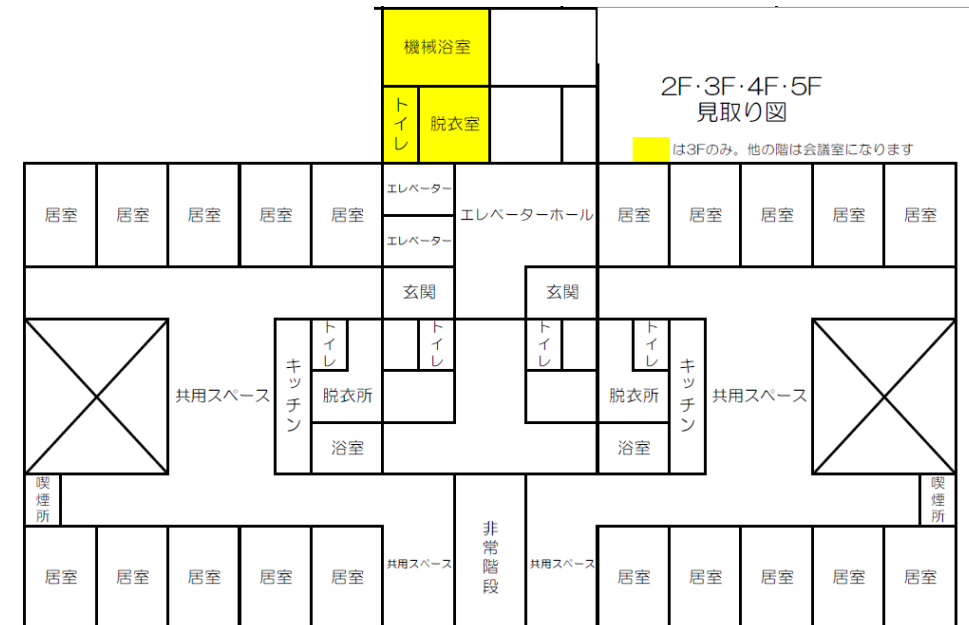 機械浴室
トイレ
脱衣室
2F･3F･4F･5F
見取り図
は3Fのみ。他の階は会議室になります
居室
居室
居室
居室
居室
エレベーター
エレベーター
エレベーターホール
居室
居室
居室
居室
居室
玄関
玄関
共用スペース
キッチン
トイレ
脱衣所
浴室
トイレ
トイレ
トイレ
脱衣所
浴室
キッチン
共用スペース
喫煙所
喫煙所
居室
居室
居室
居室
居室
共用スペース
非常階段
共用スペース
居室
居室
居室
居室
居室